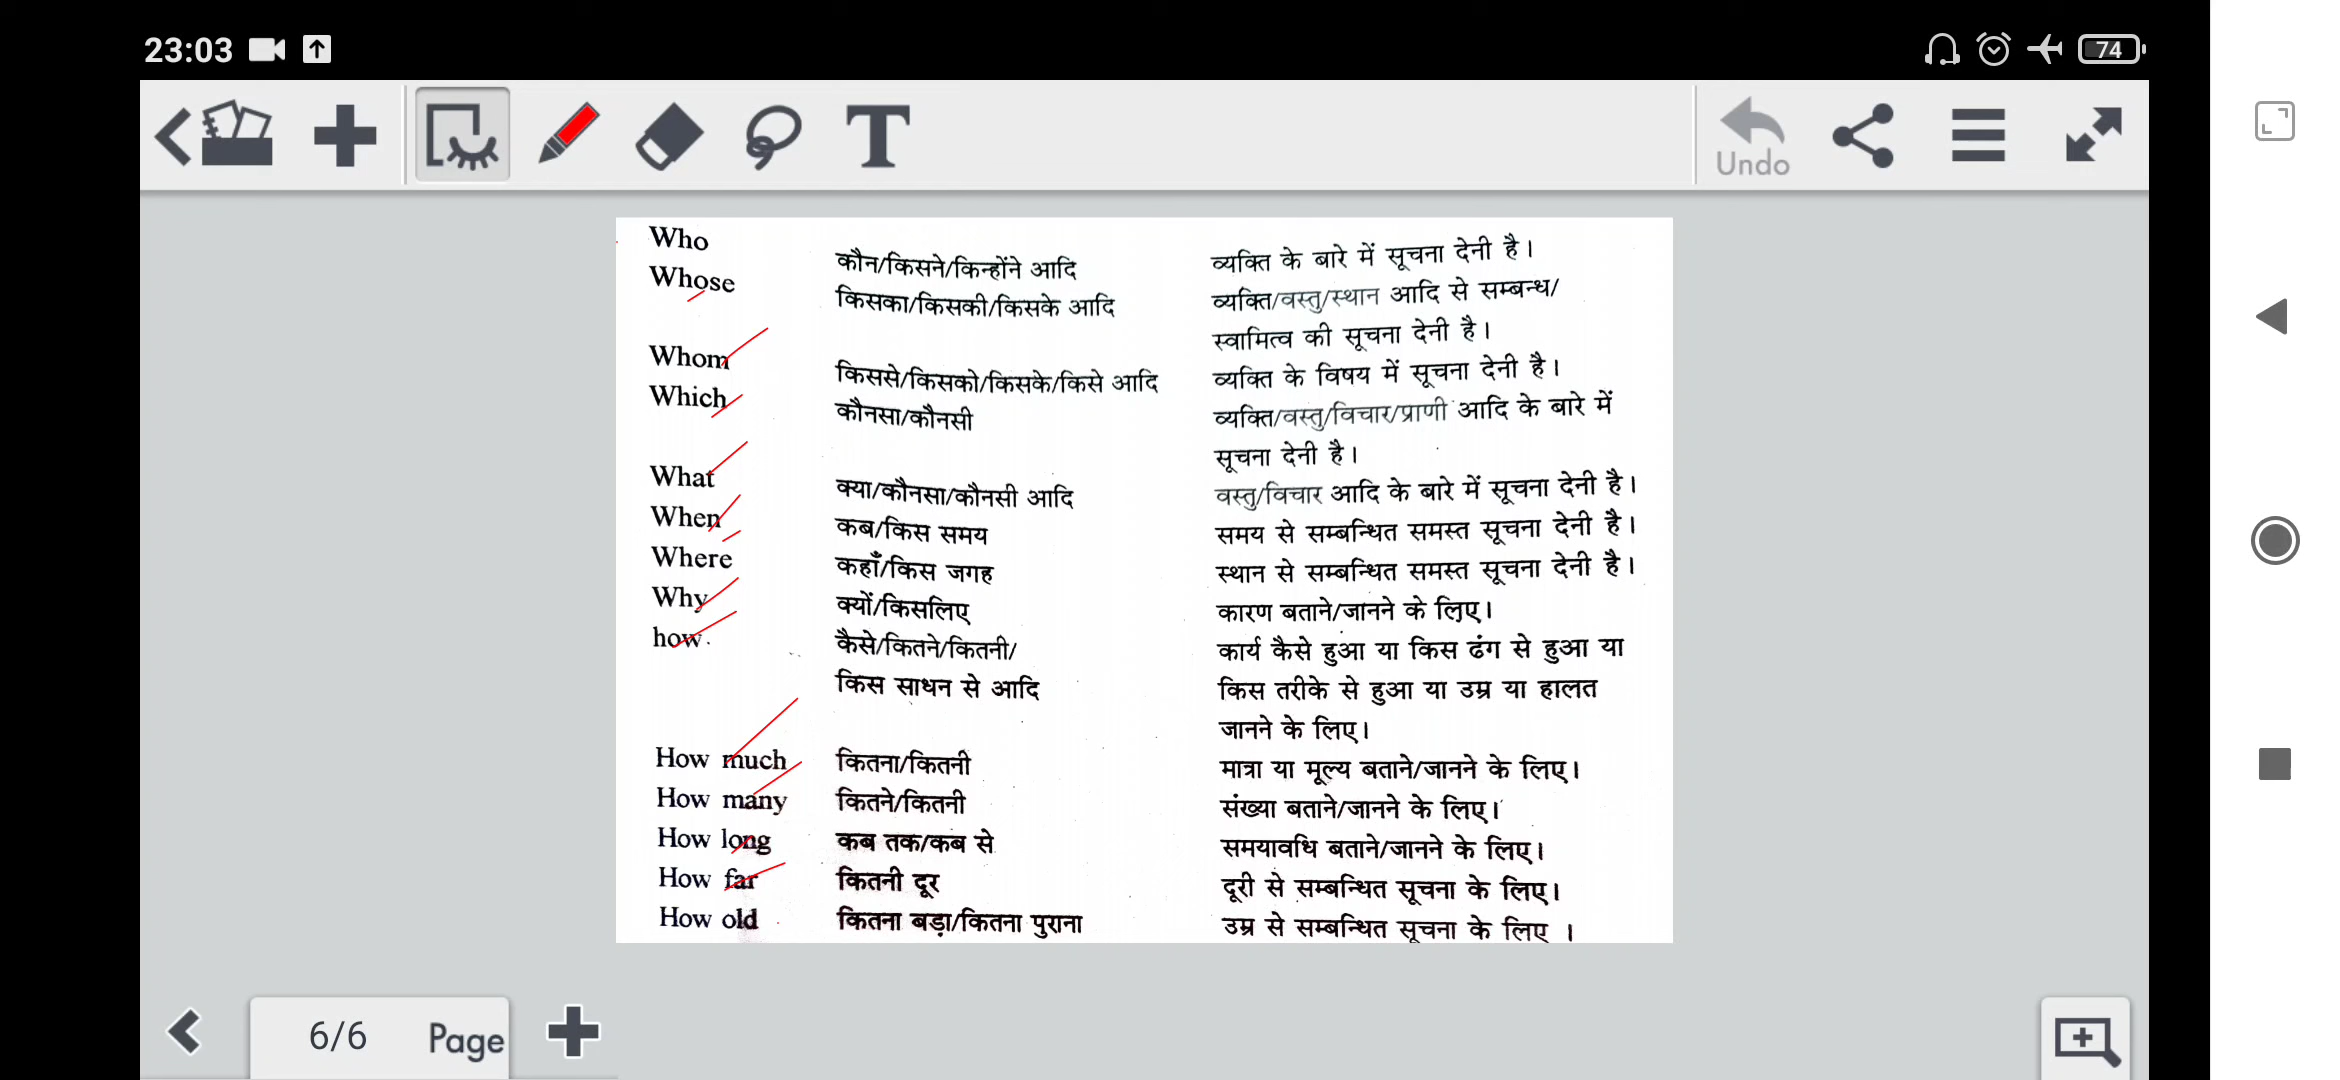 23:03
74
Undo
Who
कौन/किसने/किन्होंने आदि
व्यक्ति के बारे में सूचना देनी है।
Whose
किसका/किसकी/किसके आदि
व्यक्ति/वस्तु/स्थान आदि से सम्बन्ध/
स्वामित्व की सूचना देनी है।
Whom
किससे/किसको/किसके/किसे आदि
व्यक्ति के विषय में सूचना देनी है।
Which
कौनसा/कौनसी
व्यक्ति/वस्तु/विचार/प्राणी आदि के बारे में
सूचना देनी है।
What
क्या/कौनसा/कौनसी आदि
वस्तु/विचार आदि के बारे में सूचना देनी है।
When
कब/किस समय
समय से सम्बन्धित समस्त सूचना देनी है।
Where
कहाँ/किस जगह
स्थान से सम्बन्धित समस्त सूचना देनी है।
Why
क्यों/किसलिए
कारण बताने/जानने के लिए।
how
कैसे/कितने/कितनी/
कार्य कैसे हुआ या किस ढंग से हुआ या
किस साधन से आदि
किस तरीके से हुआ या उम्र या हालत
जानने के लिए।
How much
कितना/कितनी
मात्रा या मूल्य बताने/जानने के लिए।
How many
कितने/कितनी
संख्या बताने/जानने के लिए।
How long
कब तक/कब से
समयावधि बताने/जानने के लिए।
How far
कितनी दूर
दूरी से सम्बन्धित सूचना के लिए।
How old
कितना बड़ा/कितना पुराना
उम्र से सम्बन्धित सूचना के लिए ।
6/6 Page